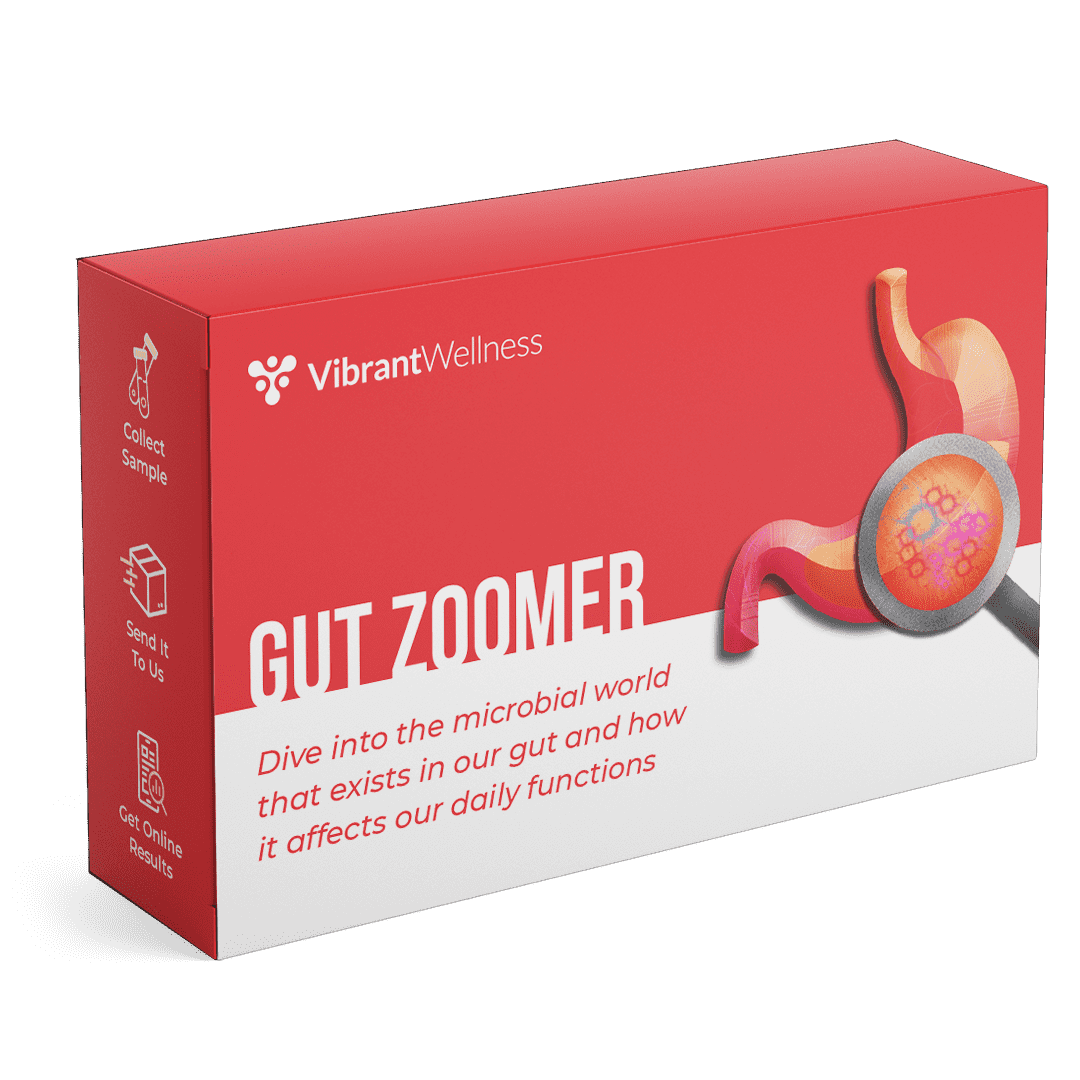 VibrantWellness
GUT ZOOMER
Dive into the microbial world
that exists in our gut and how
it affects our daily functions
Collect
Sample
Send It
To Us
Get Online
Results